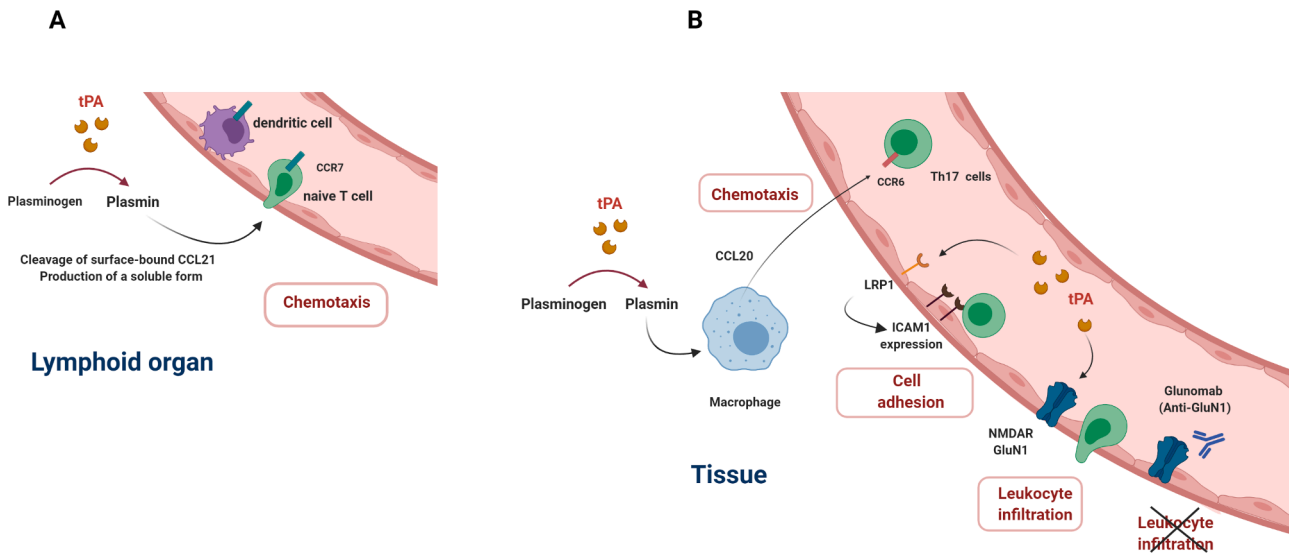 A
tPA
dendritic cell
CCR7
naive T cell
Plasminogen
Plasmin
Cleavage of surface-bound CCL21
Production of a soluble form
Chemotaxis
Lymphoid organ
B
CCR6
Th17 cells
Chemotaxis
tPA
CCL20
Plasminogen
Plasmin
Macrophage
LRP1
tPA
ICAM1
expression
Cell
adhesion
Glunomab
(Anti-GluN1)
NMDAR
GluN1
Tissue
Leukocyte
infiltration
Leukocyte
infiltration